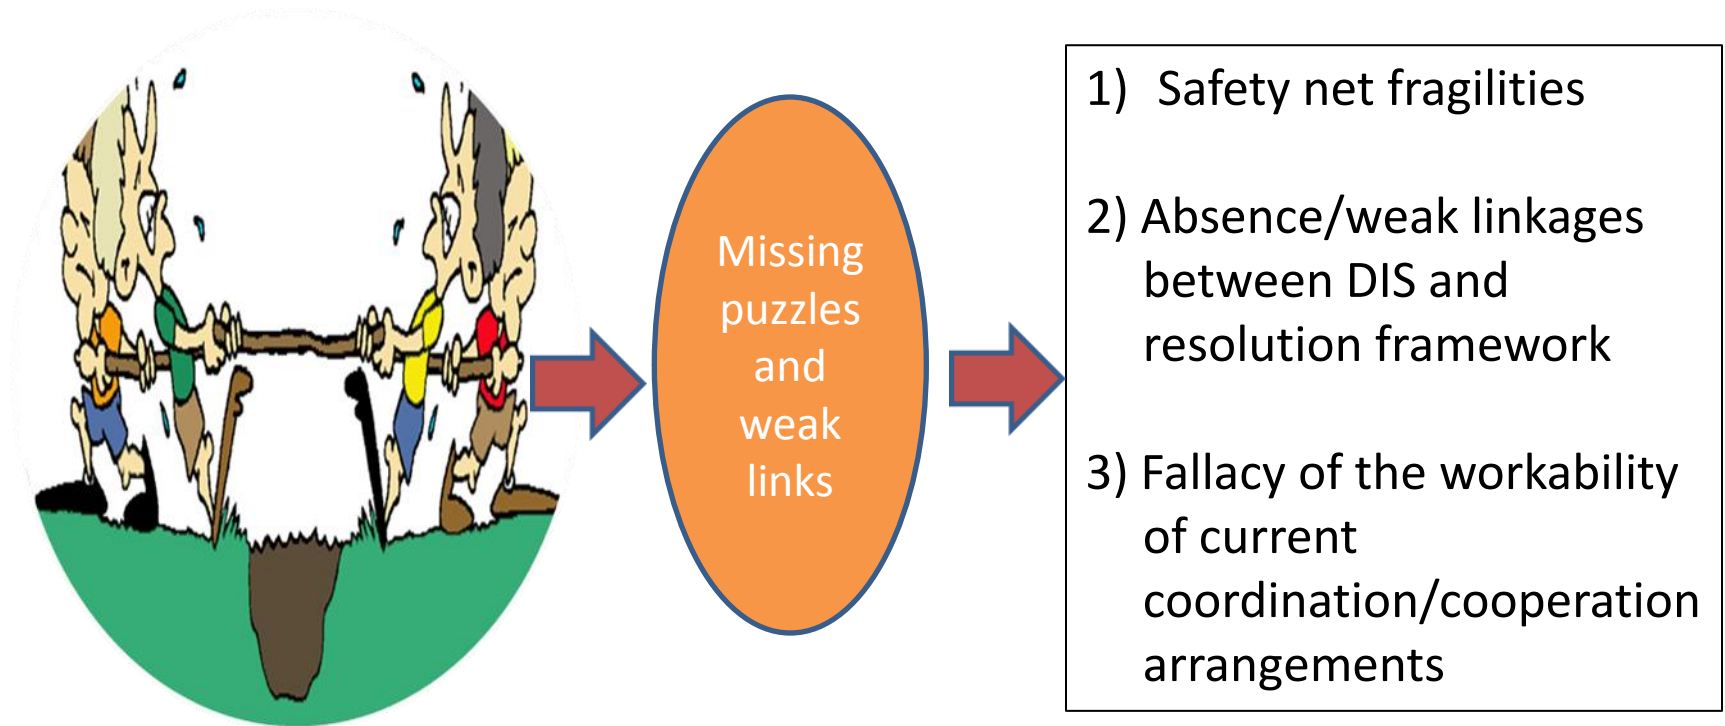 Missing
puzzles
and
weak
links
1) Safety net fragilities
2) Absence/weak linkages
between DIS and
resolution framework
3) Fallacy of the workability
of current
coordination/cooperation
arrangements